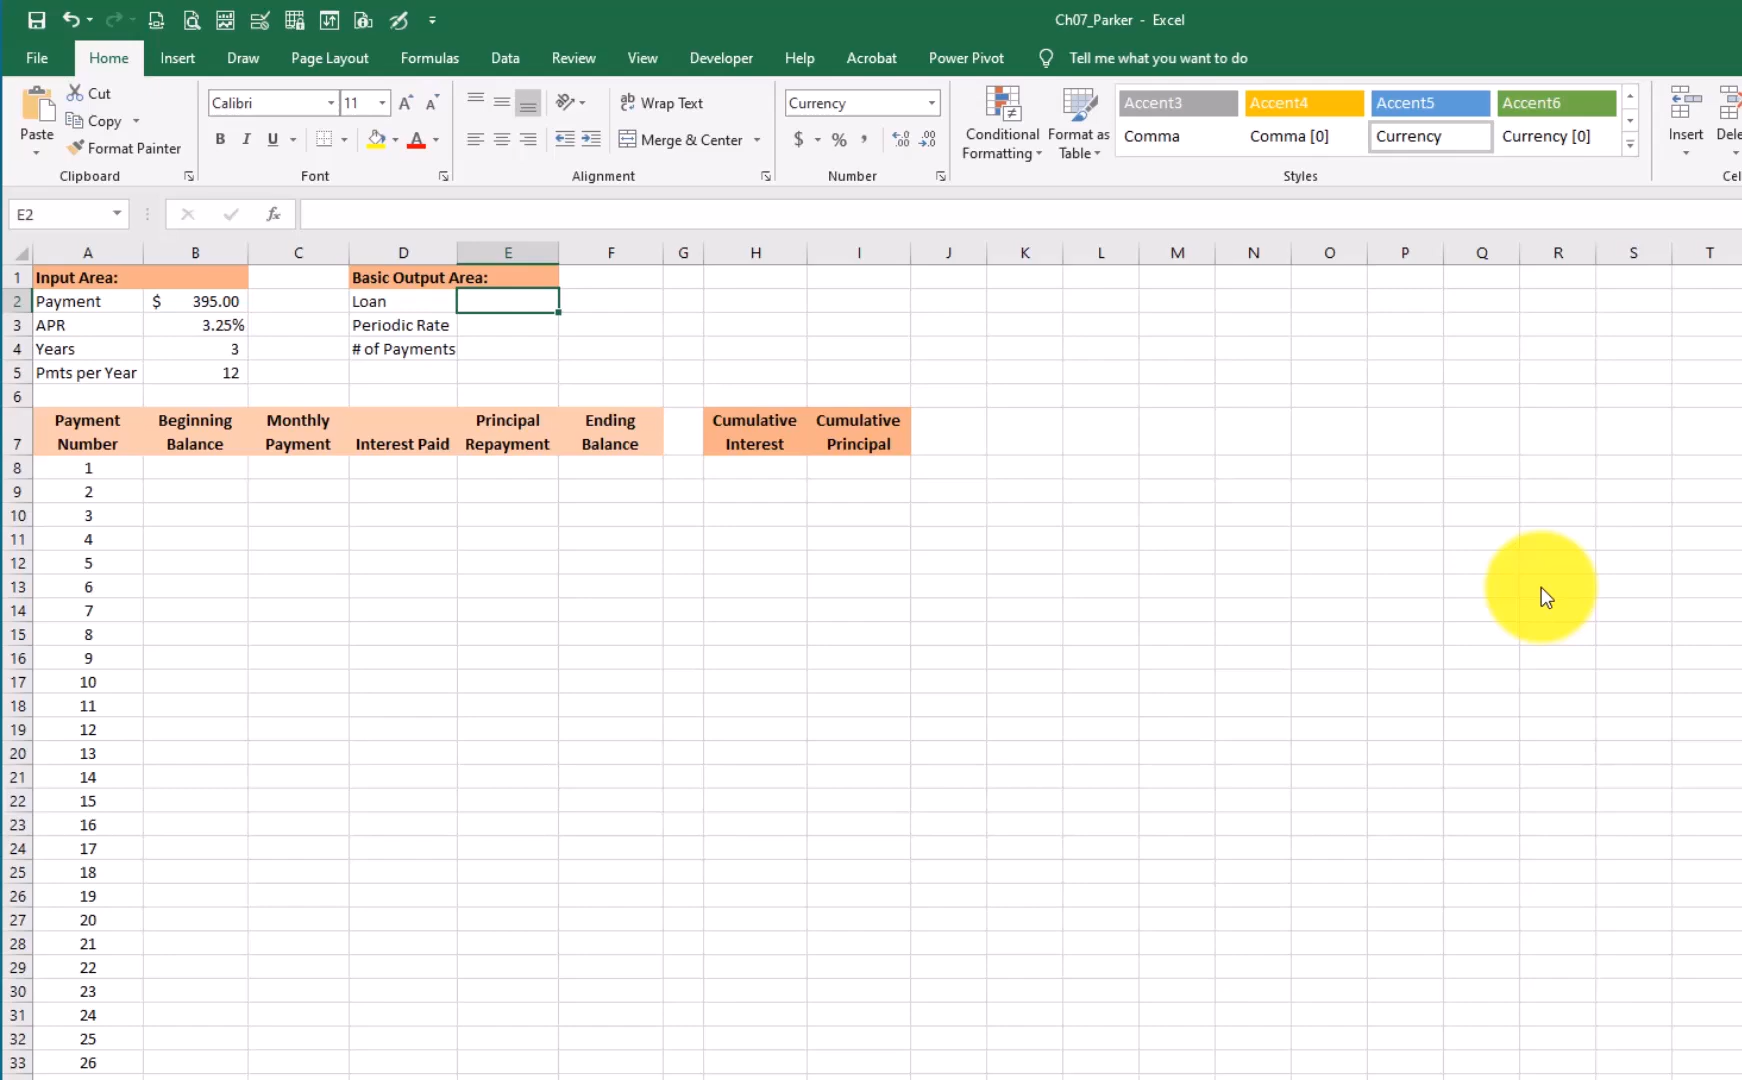 Ch07_Parker - Excel
File Home Insert Draw Page Layout Formulas Data Review View Developer Help Acrobat Power Pivot Tell me what you want to do
Paste
Cut
Copy
Format Painter
Clipboard
Calibri 11
B I U
Font
Wrap Text
Merge & Center
Alignment
Currency
$ % ,
Number
Conditional Formatting
Format as Table
Accent3 Accent4 Accent5 Accent6
Comma Comma [0] Currency Currency [0]
Styles
Insert
E2 fx
A B C D E F G H I J K L M N O P Q R S T
1 Input Area: Basic Output Area:
2 Payment $ 395.00 Loan
3 APR 3.25% Periodic Rate
4 Years 3 # of Payments
5 Pmts per Year 12
6
7 Payment Number Beginning Balance Monthly Payment Interest Paid Principal Repayment Ending Balance Cumulative Interest Cumulative Principal
8 1
9 2
10 3
11 4
12 5
13 6
14 7
15 8
16 9
17 10
18 11
19 12
20 13
21 14
22 15
23 16
24 17
25 18
26 19
27 20
28 21
29 22
30 23
31 24
32 25
33 26